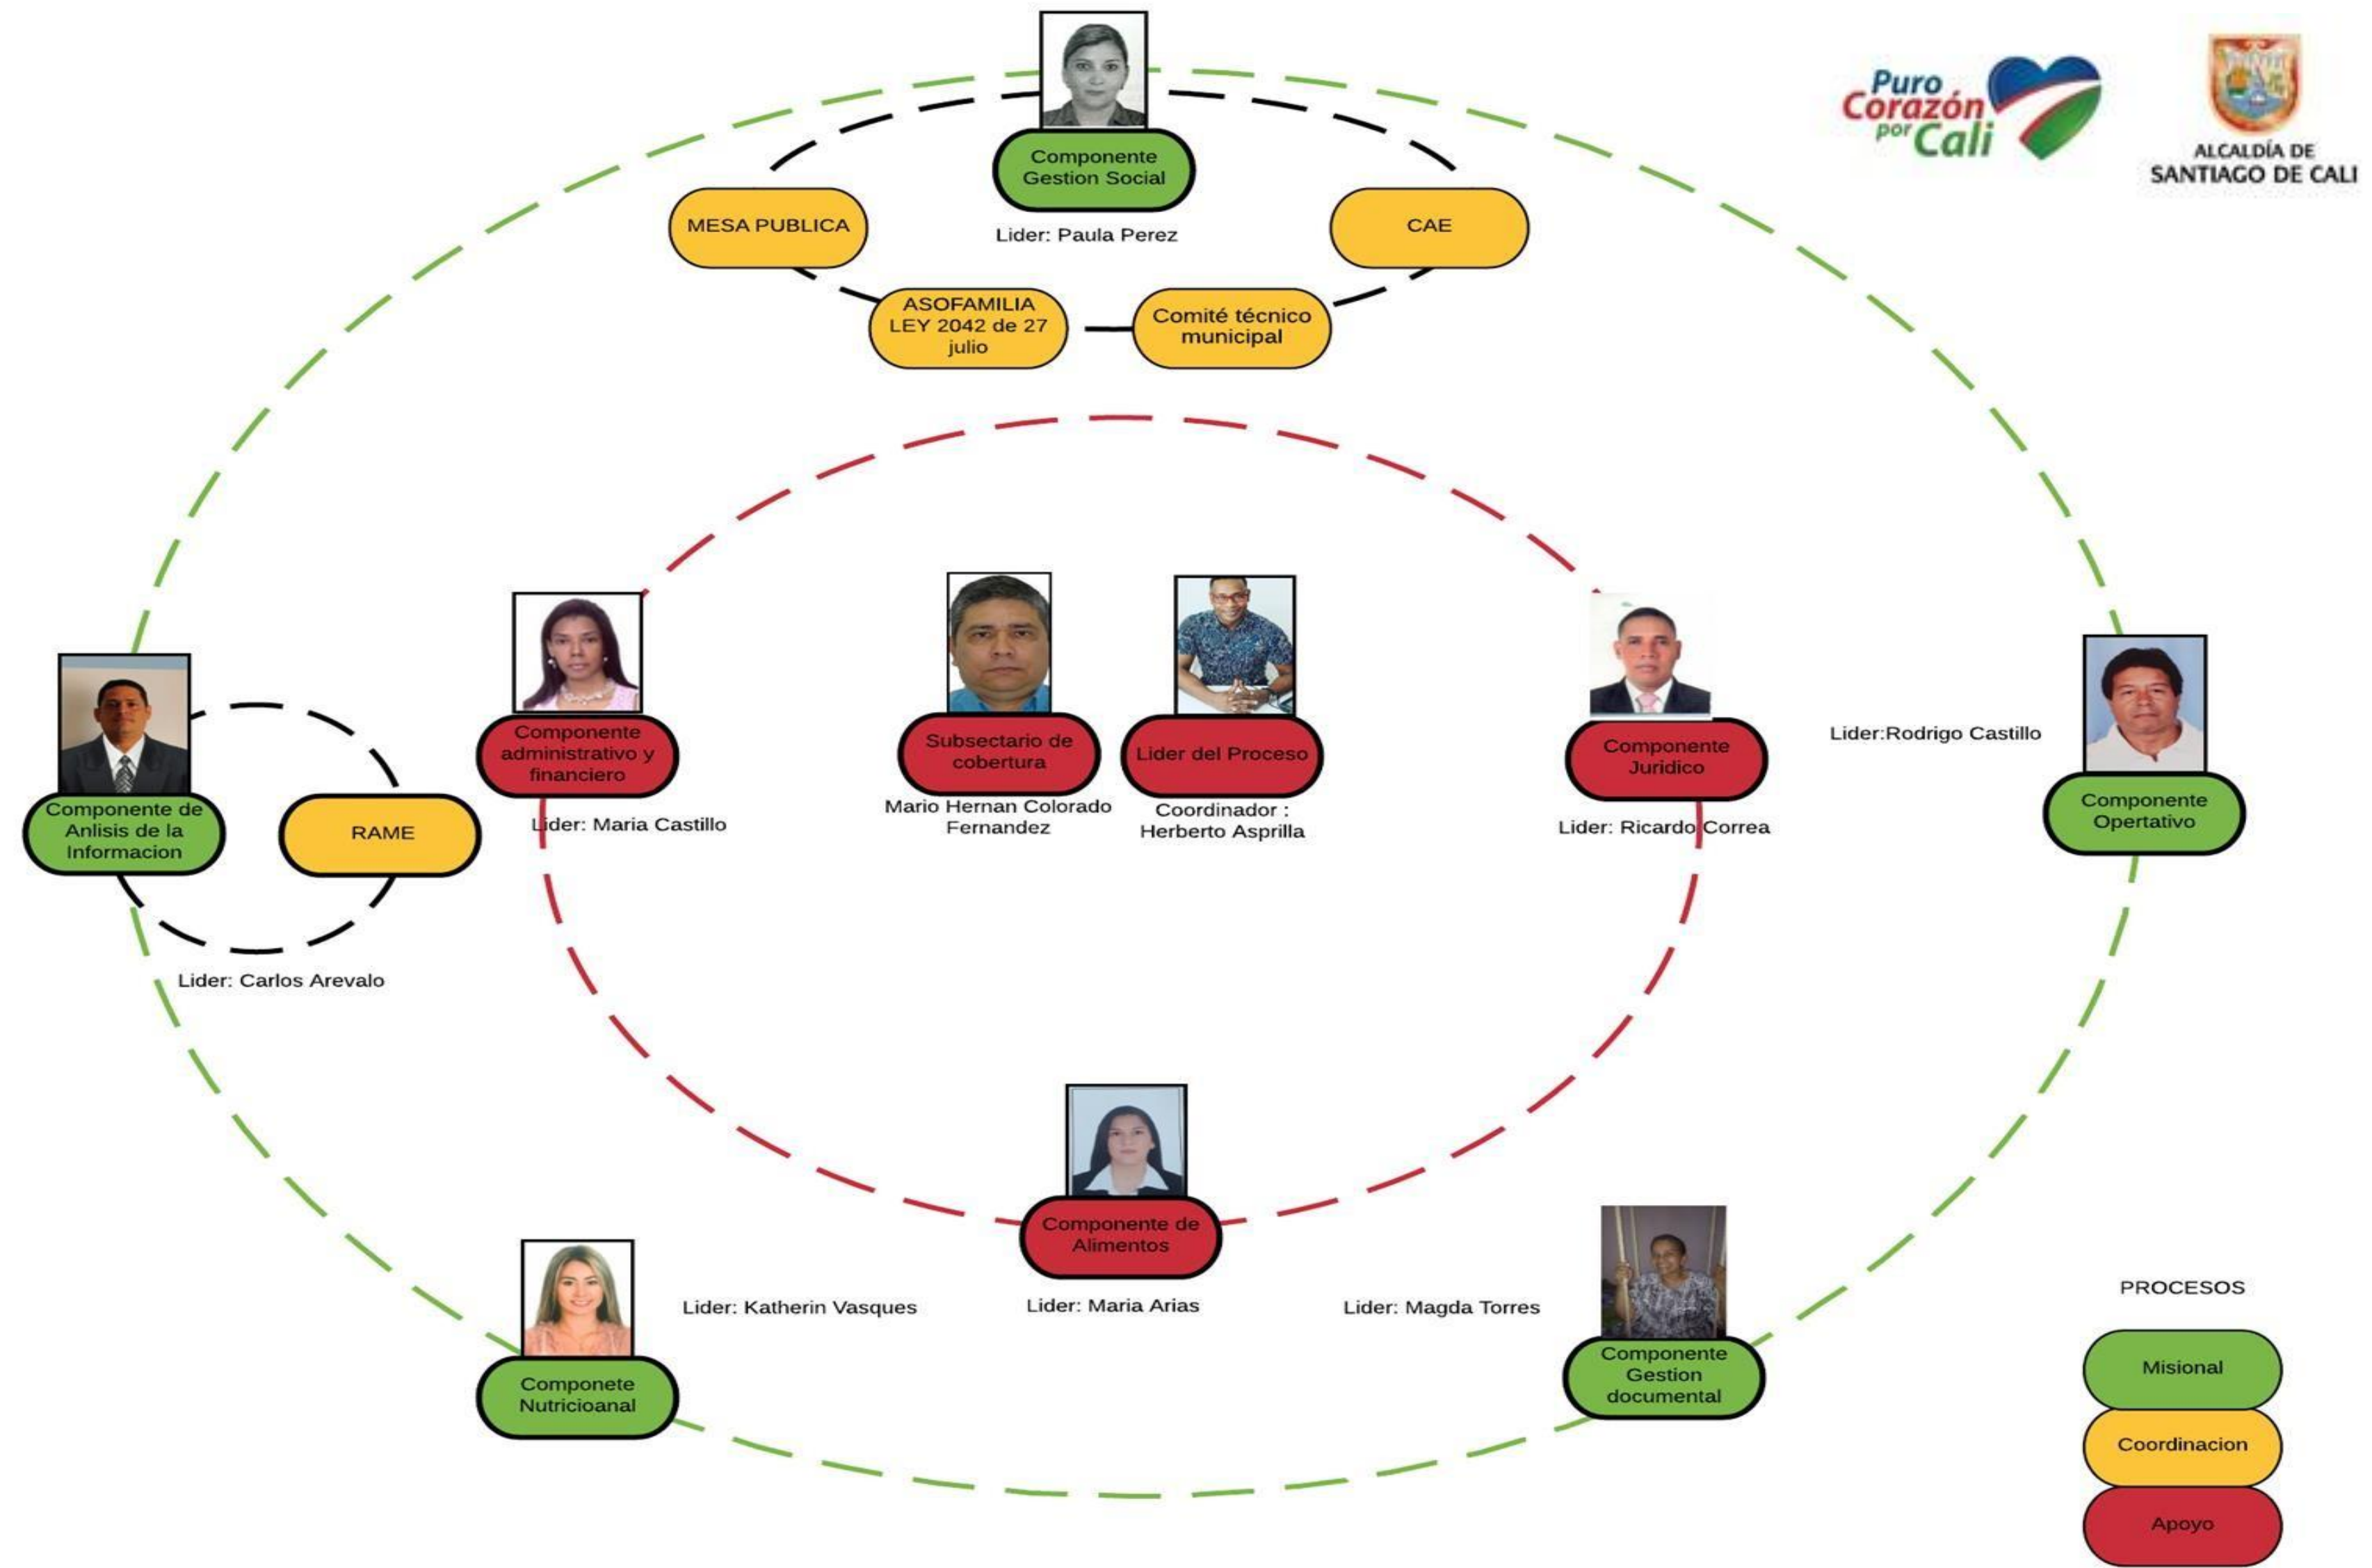 Puro
Corazón
por Cali
ALCALDÍA DE
SANTIAGO DE CALI
Componente
Gestion Social
Lider: Paula Perez
MESA PUBLICA
CAE
ASOFAMILIA
LEY 2042 de 27
julio
Comité técnico
municipal
Componente
administrativo y
financiero
Lider: Maria Castillo
Subsectario de
cobertura
Mario Hernan Colorado
Fernandez
Lider del Proceso
Coordinador :
Herberto Asprilla
Componente
Juridico
Lider: Ricardo Correa
Lider:Rodrigo Castillo
Componente
Opertativo
Componente de
Anlisis de la
Informacion
RAME
Lider: Carlos Arevalo
Componente de
Alimentos
Lider: Maria Arias
Lider: Katherin Vasques
Componete
Nutricioanal
Lider: Magda Torres
Componente
Gestion
documental
PROCESOS
Misional
Coordinacion
Apoyo